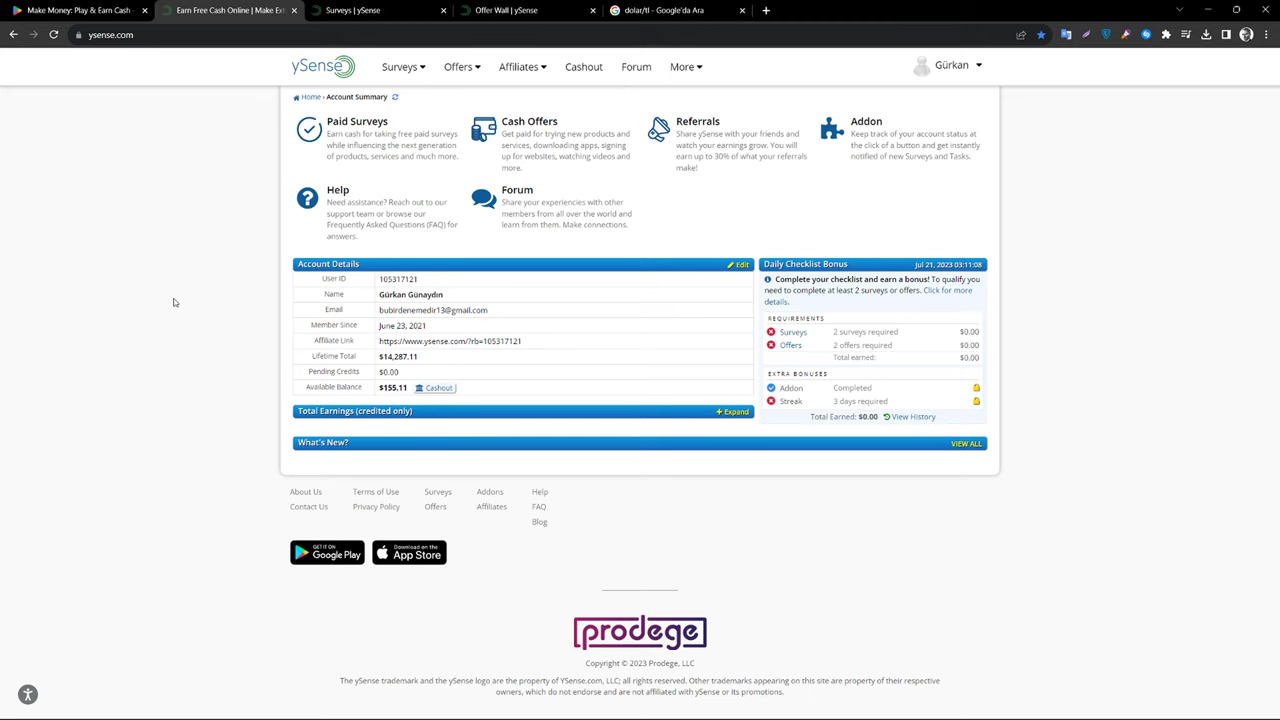 Make Money: Play & Earn Cash
Earn Free Cash Online | Make Ex
Surveys | ySense
Offer Wall | ySense
dolar/tl - Google'da Ara
ysense.com
ySense
Surveys
Offers
Affiliates
Cashout
Forum
More
Gürkan
Home › Account Summary
Paid Surveys
Earn cash for taking free paid surveys
while influencing the next generation
of products, services and much more.
Cash Offers
Get paid for trying new products and
services, downloading apps, signing
up for websites, watching videos and
more.
Referrals
Share ySense with your friends and
watch your earnings grow. You will
earn up to 30% of what your referrals
make!
Addon
Keep track of your account status at
the click of a button and get instantly
notified of new Surveys and Tasks.
Help
Need assistance? Reach out to our
support team or browse our
Frequently Asked Questions (FAQ) for
answers.
Forum
Share your experiences with other
members from all over the world and
learn from them. Make connections.
Account Details
Edit
User ID 105317121
Name Gürkan Günaydın
Email bubirdenemedir13@gmail.com
Member Since June 23, 2021
Affiliate Link https://www.ysense.com/?rb=105317121
Lifetime Total $14,287.11
Pending Credits $0.00
Available Balance $155.11 Cashout
Total Earnings (credited only)
+ Expand
What's New?
VIEW ALL
Daily Checklist Bonus
Jul 21, 2023 03:11:08
Complete your checklist and earn a bonus! To qualify you
need to complete at least 2 surveys or offers. Click for more
details.
REQUIREMENTS
Surveys 2 surveys required $0.00
Offers 2 offers required $0.00
Total earned: $0.00
EXTRA BONUSES
Addon Completed
Streak 3 days required
Total Earned: $0.00 View History
About Us
Terms of Use
Surveys
Addons
Help
Contact Us
Privacy Policy
Offers
Affiliates
FAQ
Blog
GET IT ON
Google Play
Download on the
App Store
prodege
Copyright © 2023 Prodege, LLC
The ySense trademark and the ySense logo are the property of YSense.com, LLC; all rights reserved. Other trademarks appearing on this site are property of their respective
owners, which do not endorse and are not affiliated with ySense or its promotions.